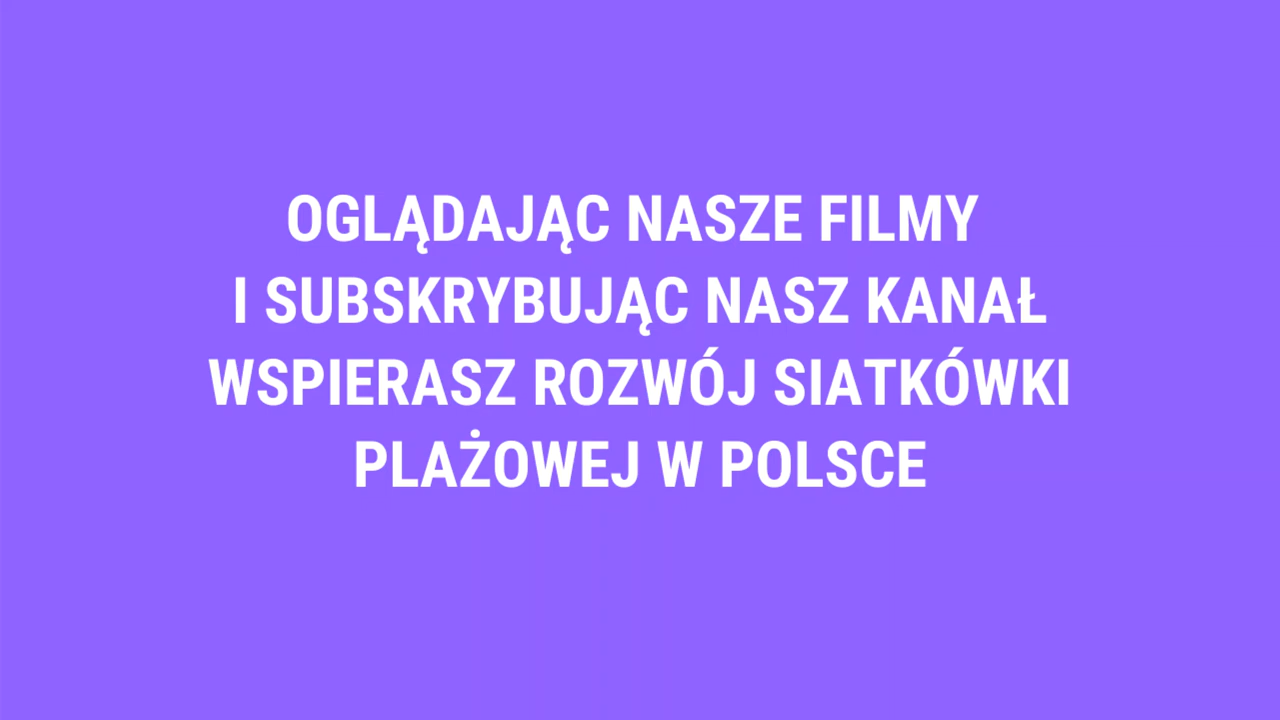 OGLĄDAJĄC NASZE FILMY
I SUBSKRYBUJĄC NASZ KANAŁ
WSPIERASZ ROZWÓJ SIATKÓWKI
PLAŻOWEJ W POLSCE